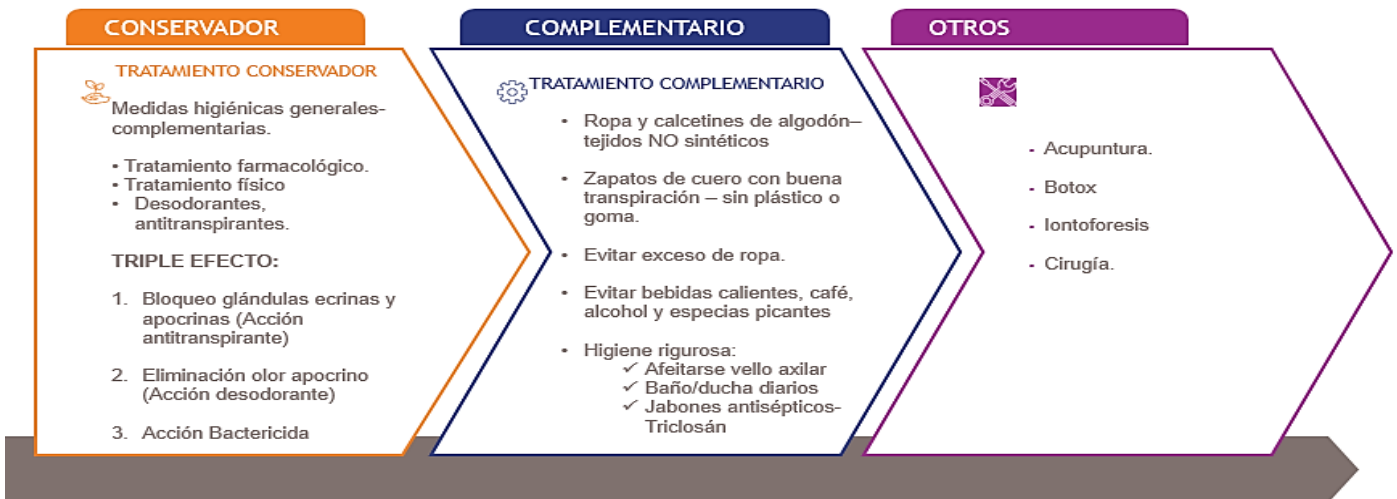 CONSERVADOR
TRATAMIENTO CONSERVADOR
Medidas higiénicas generales-
complementarias.
• Tratamiento farmacológico.
• Tratamiento físico
• Desodorantes,
antitranspirantes.
TRIPLE EFECTO:
1. Bloqueo glándulas ecrinas y
apocrinas (Acción
antitranspirante)
2. Eliminación olor apocrino
(Acción desodorante)
3. Acción Bactericida
COMPLEMENTARIO
TRATAMIENTO COMPLEMENTARIO
• Ropa y calcetines de algodón–
tejidos NO sintéticos
• Zapatos de cuero con buena
transpiración – sin plástico o
goma.
• Evitar exceso de ropa.
• Evitar bebidas calientes, café,
alcohol y especias picantes
• Higiene rigurosa:
✓ Afeitarse vello axilar
✓ Baño/ducha diarios
✓ Jabones antisépticos-
Triclosán
OTROS
- Acupuntura.
- Botox
- Iontoforesis
- Cirugía.